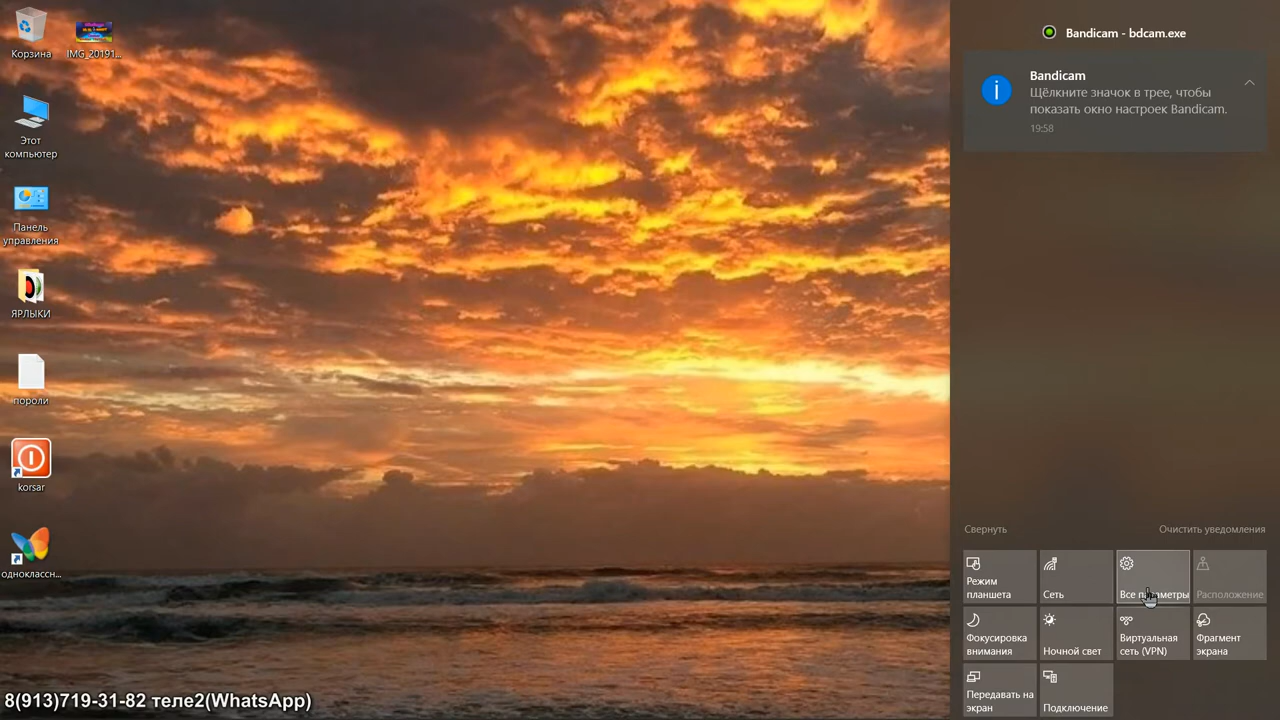 Корзина
IMG_20191...
Этот
компьютер
Панель
управления
ЯРЛЫКИ
пороли
korsar
одноклассн...
8(913)719-31-82 теле2(WhatsApp)
Bandicam - bdcam.exe
Bandicam
Щёлкните значок в трее, чтобы
показать окно настроек Bandicam.
19:58
Свернуть
Очистить уведомления
Режим
планшета
Сеть
Все параметры
Расположение
Фокусировка
внимания
Ночной свет
Виртуальная
сеть (VPN)
Фрагмент
экрана
Передавать на
экран
Подключение